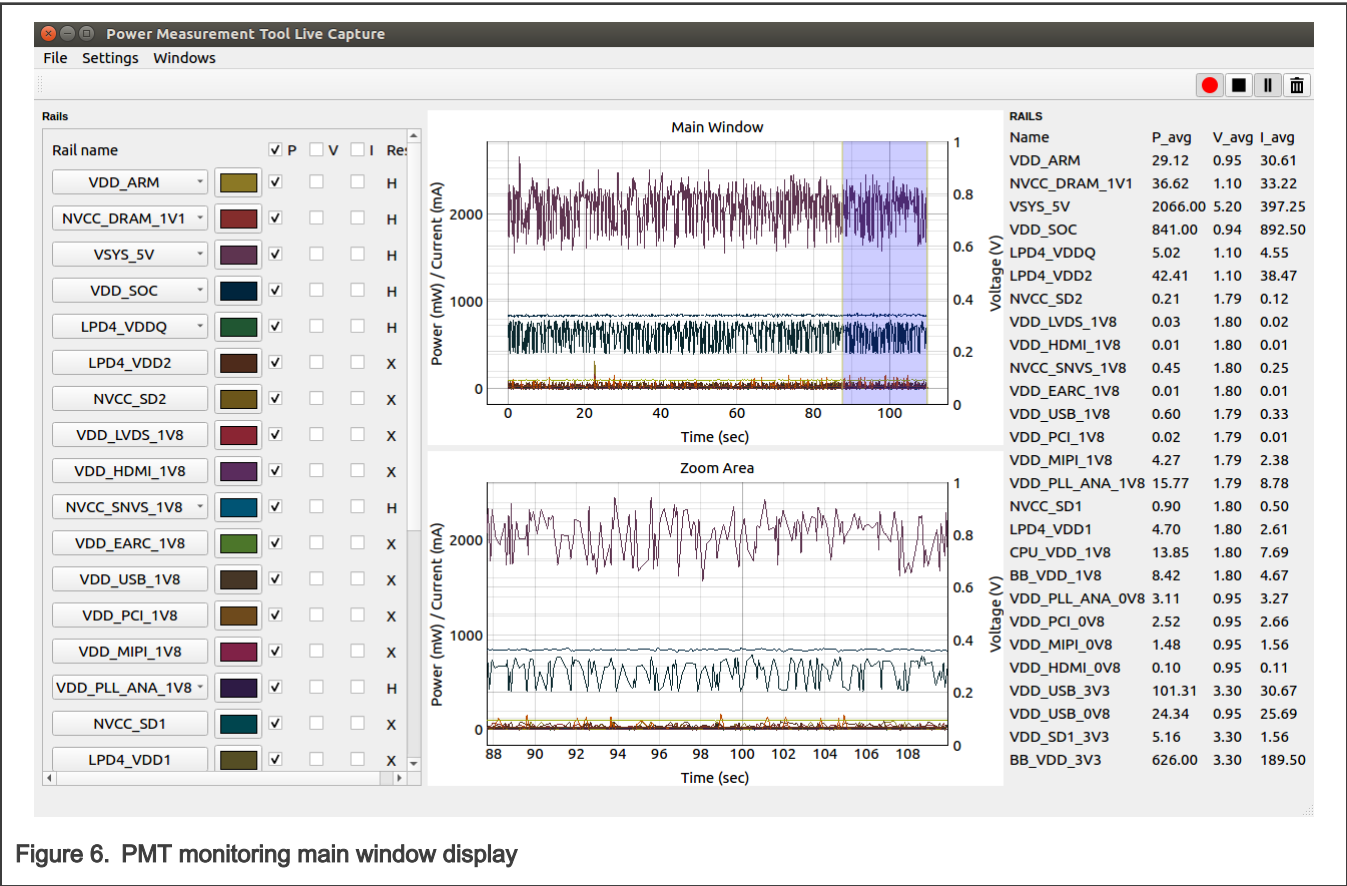 Power Measurement Tool Live Capture
File Settings Windows
Rails
Rail name P V I Res
VDD_ARM H
NVCC_DRAM_1V1 H
VSYS_5V H
VDD_SOC H
LPD4_VDDQ H
LPD4_VDD2 X
NVCC_SD2 X
VDD_LVDS_1V8 X
VDD_HDMI_1V8 X
NVCC_SNVS_1V8 H
VDD_EARC_1V8 X
VDD_USB_1V8 X
VDD_PCI_1V8 X
VDD_MIPI_1V8 X
VDD_PLL_ANA_1V8 H
NVCC_SD1 X
LPD4_VDD1 X
Main Window
Power (mW) / Current (mA)
2000
1000
0
1
0.8
0.6
0.4
0.2
0
Voltage (V)
0 20 40 60 80 100
Time (sec)
Zoom Area
Power (mW) / Current (mA)
2000
1000
0
1
0.8
0.6
0.4
0.2
0
Voltage (V)
88 90 92 94 96 98 100 102 104 106 108
Time (sec)
RAILS
Name P_avg V_avg I_avg
VDD_ARM 29.12 0.95 30.61
NVCC_DRAM_1V1 36.62 1.10 33.22
VSYS_5V 2066.00 5.20 397.25
VDD_SOC 841.00 0.94 892.50
LPD4_VDDQ 5.02 1.10 4.55
LPD4_VDD2 42.41 1.10 38.47
NVCC_SD2 0.21 1.79 0.12
VDD_LVDS_1V8 0.03 1.80 0.02
VDD_HDMI_1V8 0.01 1.80 0.01
NVCC_SNVS_1V8 0.45 1.80 0.25
VDD_EARC_1V8 0.01 1.80 0.01
VDD_USB_1V8 0.60 1.79 0.33
VDD_PCI_1V8 0.02 1.79 0.01
VDD_MIPI_1V8 4.27 1.79 2.38
VDD_PLL_ANA_1V8 15.77 1.79 8.78
NVCC_SD1 0.90 1.80 0.50
LPD4_VDD1 4.70 1.80 2.61
CPU_VDD_1V8 13.85 1.80 7.69
BB_VDD_1V8 8.42 1.80 4.67
VDD_PLL_ANA_0V8 3.11 0.95 3.27
VDD_PCI_0V8 2.52 0.95 2.66
VDD_MIPI_0V8 1.48 0.95 1.56
VDD_HDMI_0V8 0.10 0.95 0.11
VDD_USB_3V3 101.31 3.30 30.67
VDD_USB_0V8 24.34 0.95 25.69
VDD_SD1_3V3 5.16 3.30 1.56
BB_VDD_3V3 626.00 3.30 189.50
Figure 6. PMT monitoring main window display